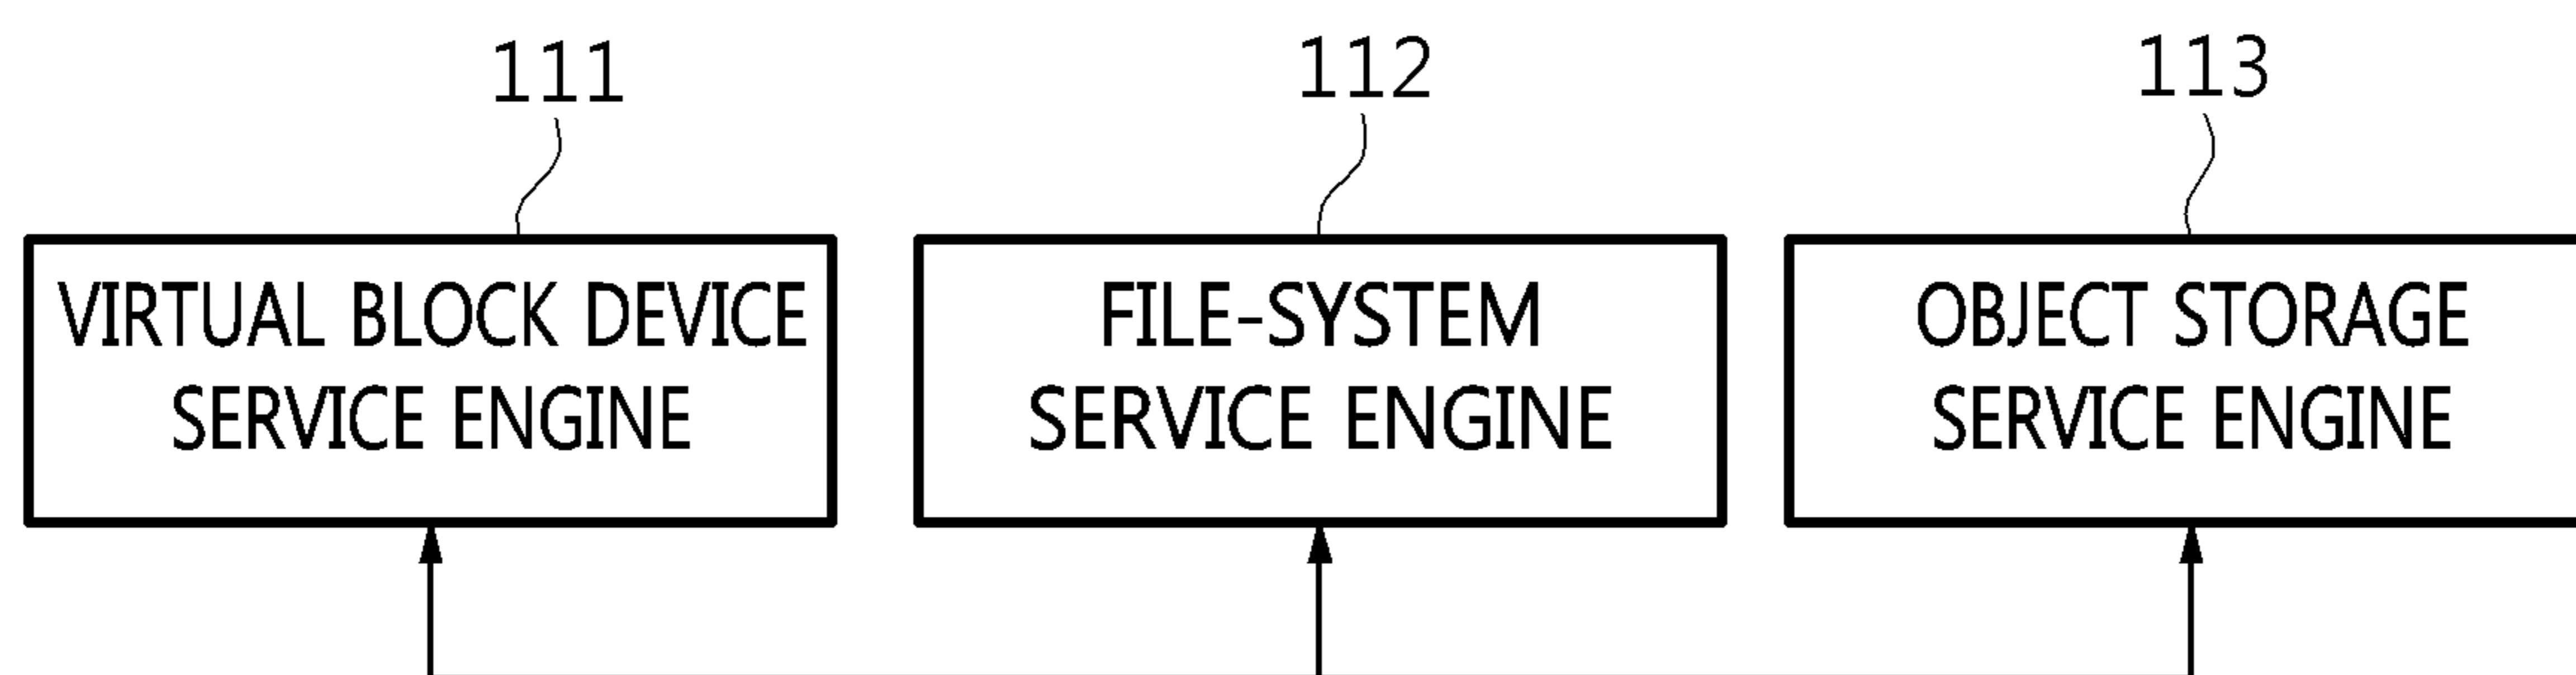 111
112
113
VIRTUAL BLOCK DEVICE
SERVICE ENGINE
FILE-SYSTEM
SERVICE ENGINE
OBJECT STORAGE
SERVICE ENGINE